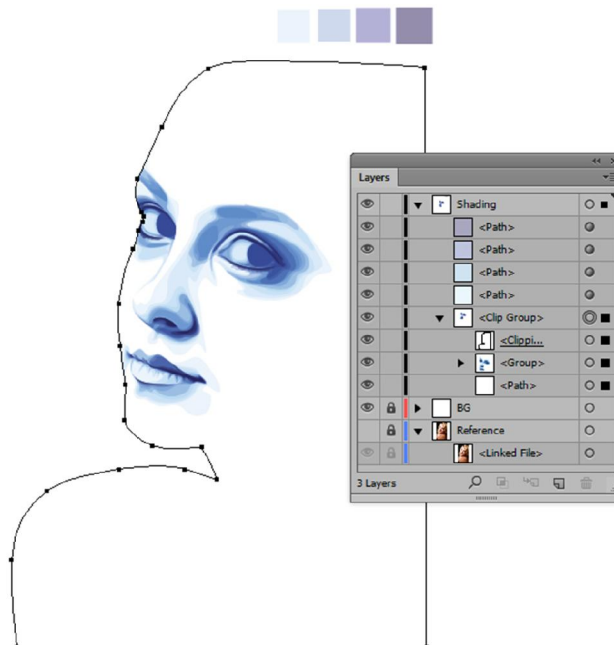 Layers
Shading
<Path>
<Path>
<Path>
<Path>
<Clip Group>
<Clippi...
<Group>
<Path>
BG
Reference
<Linked File>
3 Layers